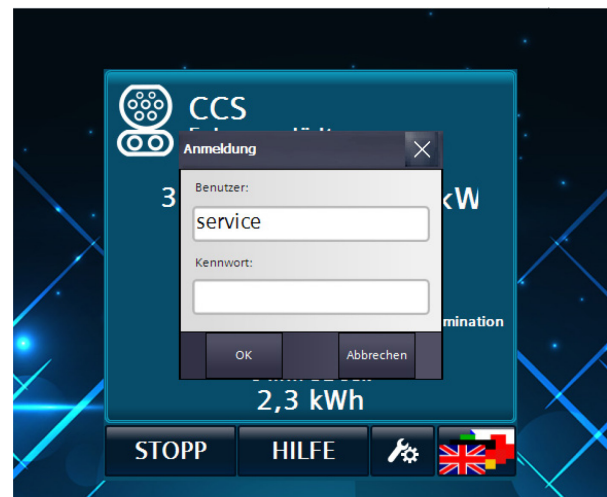 CCS
Anmeldung
3 kW
Benutzer:
service
Kennwort:
mination
OK Abbrechen
2,3 kWh
STOPP HILFE